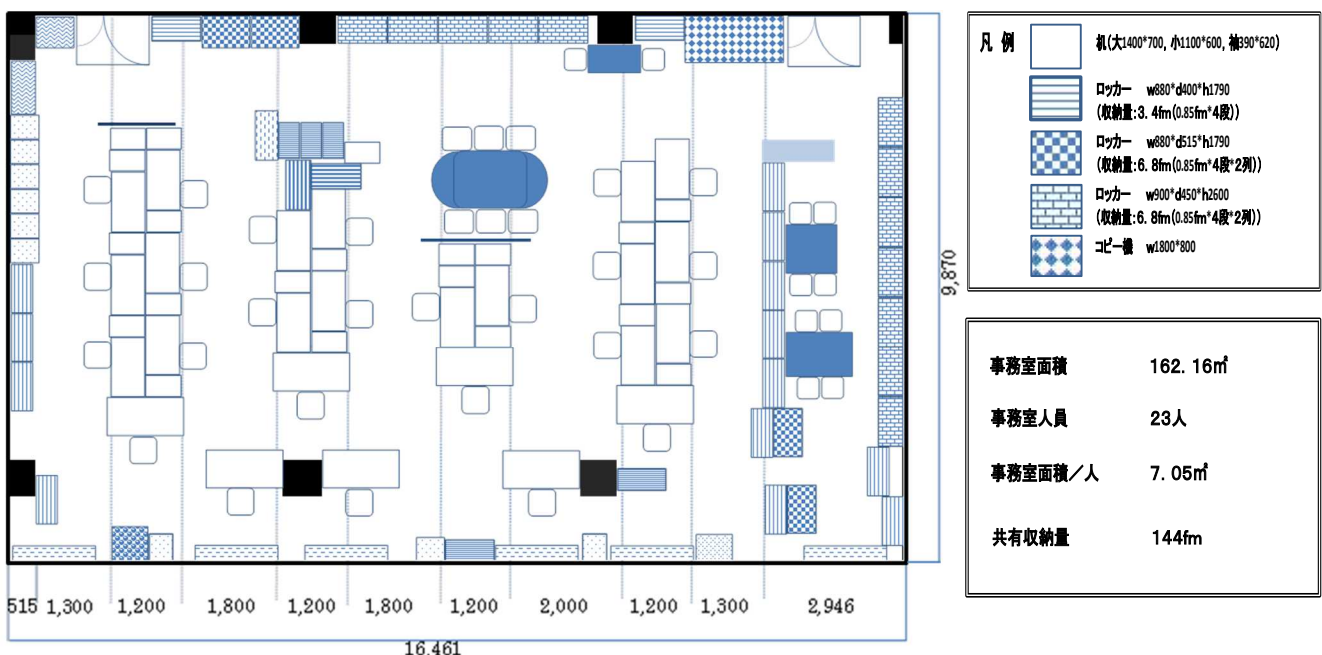 凡 例
机(大1400*700, 小1100*600, 袖390*620)
ロッカー w880*d400*h1790
(収納量:3.4fm(0.85fm*4段))
ロッカー w880*d515*h1790
(収納量:6.8fm(0.85fm*4段*2列))
ロッカー w900*d450*h2600
(収納量:6.8fm(0.85fm*4段*2列))
コピー機 w1800*800
9,870
事務室面積 162.16㎡
事務室人員 23人
事務室面積/人 7.05㎡
共有収納量 144fm
515 1,300 1,200 1,800 1,200 1,800 1,200 2,000 1,200 1,300 2,946
16,461